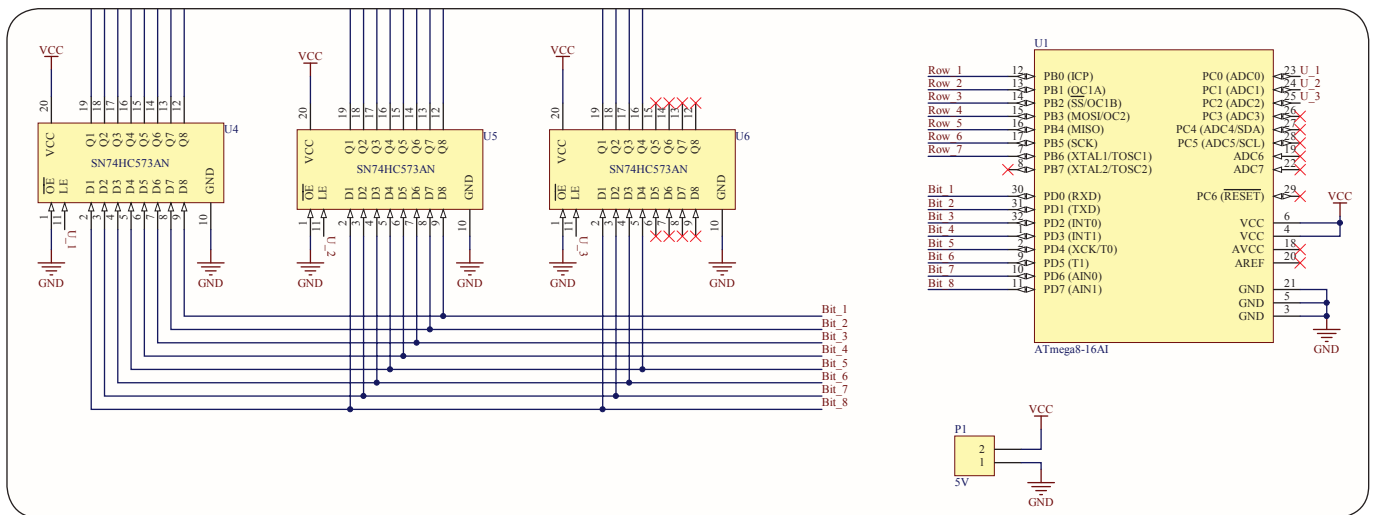 VCC
20
VCC
19
18
17
16
15
14
13
12
Q1
Q2
Q3
Q4
Q5
Q6
Q7
Q8
U4
SN74HC573AN
OE
LE
D1
D2
D3
D4
D5
D6
D7
D8
GND
1
11
2
3
4
5
6
7
8
9
10
U_1
GND
GND
VCC
20
VCC
19
18
17
16
15
14
13
12
Q1
Q2
Q3
Q4
Q5
Q6
Q7
Q8
U5
SN74HC573AN
OE
LE
D1
D2
D3
D4
D5
D6
D7
D8
GND
1
11
2
3
4
5
6
7
8
9
10
U_2
GND
GND
VCC
20
VCC
19
18
17
16
15
14
13
12
Q1
Q2
Q3
Q4
Q5
Q6
Q7
Q8
U6
SN74HC573AN
OE
LE
D1
D2
D3
D4
D5
D6
D7
D8
GND
1
11
2
3
4
5
6
7
8
9
10
U_3
GND
GND
Bit_1
Bit_2
Bit_3
Bit_4
Bit_5
Bit_6
Bit_7
Bit_8
U1
Row_1 12 PB0 (ICP) PC0 (ADC0) 23 U_1
Row_2 13 PB1 (OC1A) PC1 (ADC1) 24 U_2
Row_3 14 PB2 (SS/OC1B) PC2 (ADC2) 25 U_3
Row_4 15 PB3 (MOSI/OC2) PC3 (ADC3) 26
Row_5 16 PB4 (MISO) PC4 (ADC4/SDA) 27
Row_6 17 PB5 (SCK) PC5 (ADC5/SCL) 28
Row_7 7 PB6 (XTAL1/TOSC1) ADC6 19
8 PB7 (XTAL2/TOSC2) ADC7 22
Bit_1 30 PD0 (RXD) PC6 (RESET) 29 VCC
Bit_2 31 PD1 (TXD)
Bit_3 32 PD2 (INT0) VCC 6
Bit_4 1 PD3 (INT1) VCC 4
Bit_5 2 PD4 (XCK/T0) AVCC 18
Bit_6 9 PD5 (T1) AREF 20
Bit_7 10 PD6 (AIN0)
Bit_8 11 PD7 (AIN1) GND 21
GND 5
GND 3
ATmega8-16AI
GND
VCC
P1
2
1
5V
GND